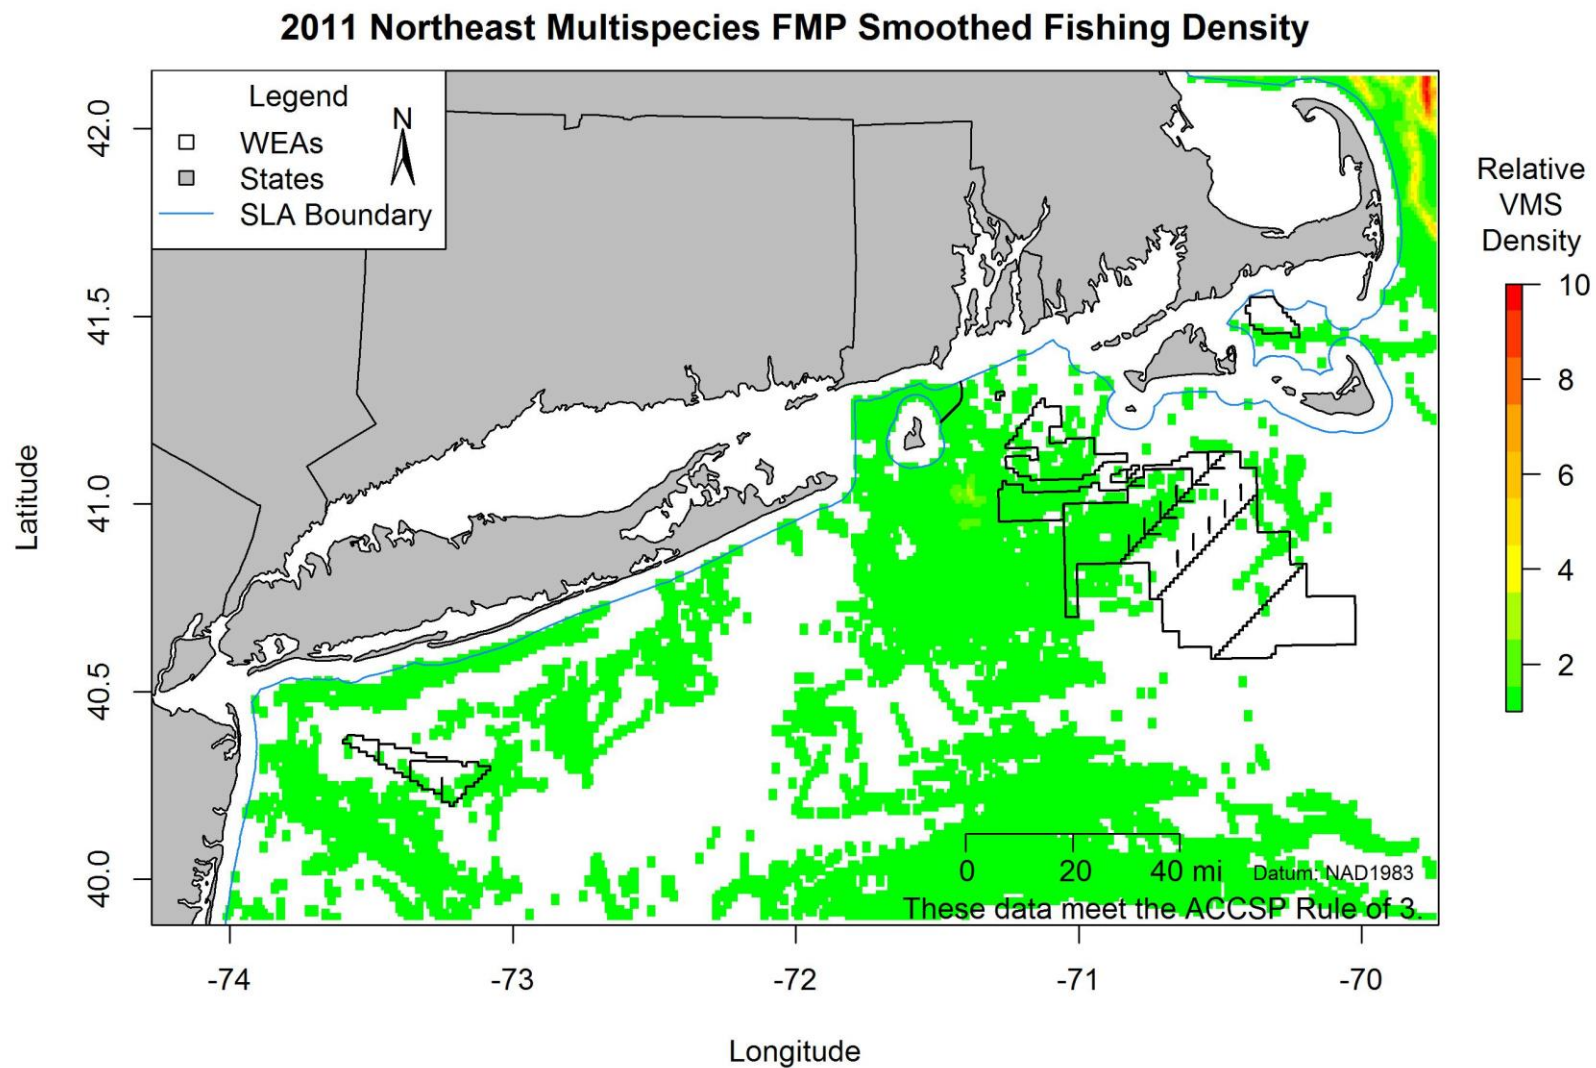 2011 Northeast Multispecies FMP Smoothed Fishing Density
Legend
N
WEAs
States
SLA Boundary
Relative
VMS
Density
10
8
6
4
2
Latitude
42.0
41.5
41.0
40.5
40.0
0 20 40 mi
Datum: NAD1983
These data meet the ACCSP Rule of 3.
-74 -73 -72 -71 -70
Longitude